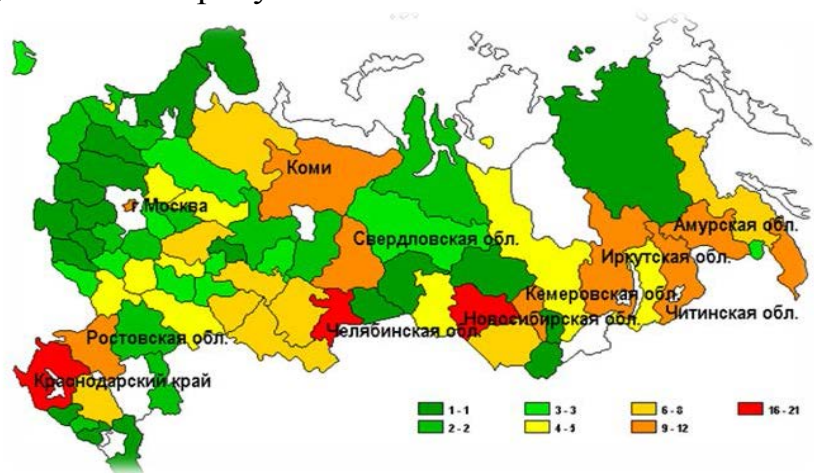 Коми
г.Москва
Свердловская обл.
Амурская обл.
Иркутская обл.
Кемеровская обл.
Читинская обл.
Новосибирская обл.
Челябинская обл.
Ростовская обл.
Краснодарский край
1 - 1
3 - 3
6 - 8
16 - 21
2 - 2
4 - 5
9 - 12